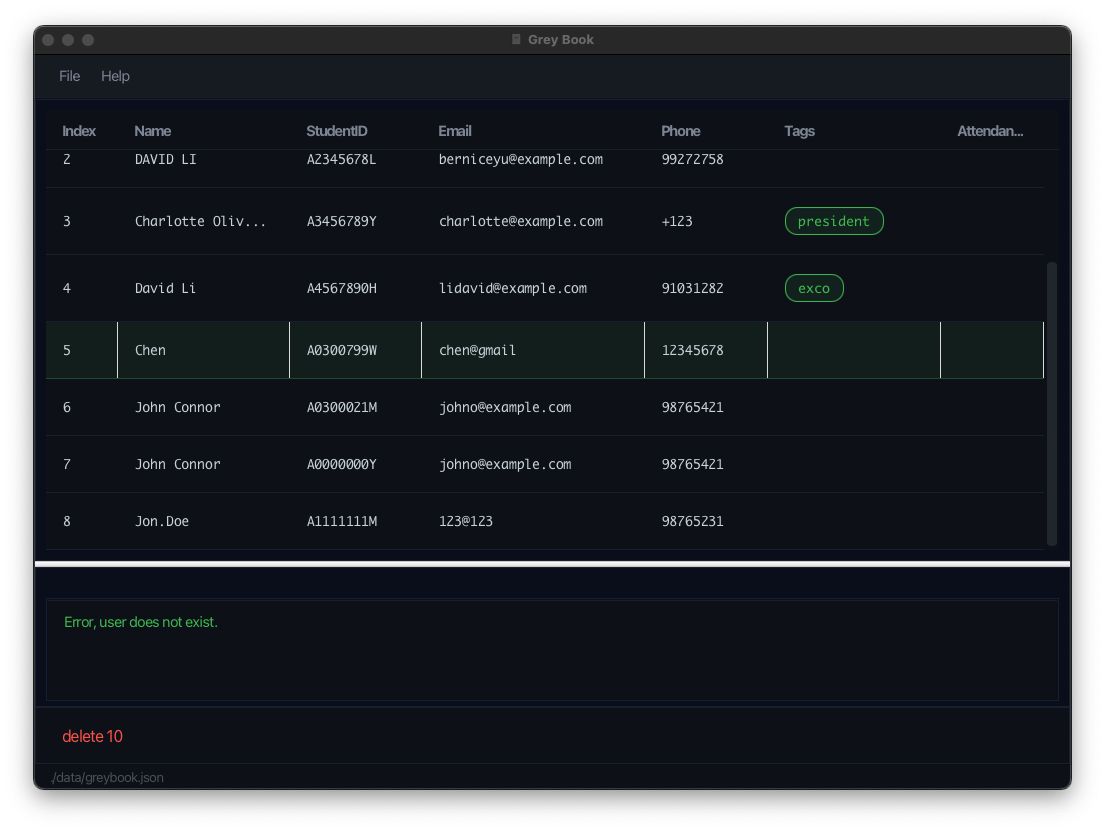 Grey Book
File Help
Index Name StudentID Email Phone Tags Attendan...
2 DAVID LI A2345678L berniceyu@example.com 99272758
3 Charlotte Oliv... A3456789Y charlotte@example.com +123 president
4 David Li A4567890H lidavid@example.com 91031282 exco
5 Chen A0300799W chen@gmail 12345678
6 John Connor A0300021M johno@example.com 98765421
7 John Connor A0000000Y johno@example.com 98765421
8 Jon.Doe A1111111M 123@123 98765231
Error, user does not exist.
delete 10
./data/greybook.json